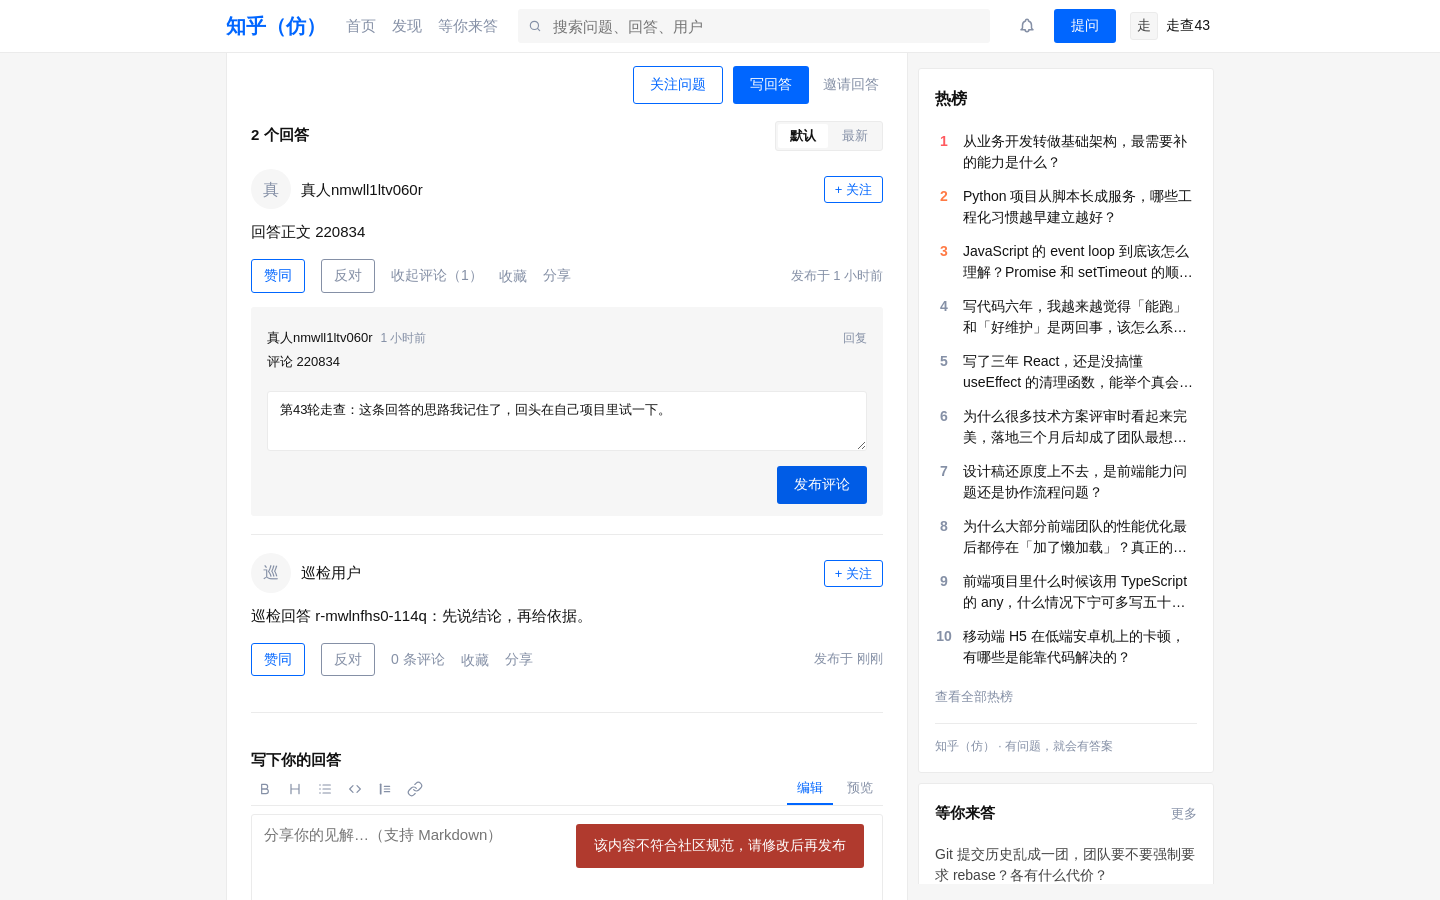 知乎（仿） 首页 发现 等你来答 搜索问题、回答、用户 提问 走 走查43
关注问题 写回答 邀请回答
2 个回答 默认 最新
真 真人nmwll1ltv060r + 关注
回答正文 220834
赞同 反对 收起评论（1） 收藏 分享 发布于 1 小时前
真人nmwll1ltv060r 1 小时前 回复
评论 220834
第43轮走查：这条回答的思路我记住了，回头在自己项目里试一下。
发布评论
巡 巡检用户 + 关注
巡检回答 r-mwlnfhs0-114q：先说结论，再给依据。
赞同 反对 0 条评论 收藏 分享 发布于 刚刚
写下你的回答
编辑 预览
分享你的见解…（支持 Markdown）
该内容不符合社区规范，请修改后再发布
热榜
1 从业务开发转做基础架构，最需要补
的能力是什么？
2 Python 项目从脚本长成服务，哪些工
程化习惯越早建立越好？
3 JavaScript 的 event loop 到底该怎么
理解？Promise 和 setTimeout 的顺…
4 写代码六年，我越来越觉得「能跑」
和「好维护」是两回事，该怎么系…
5 写了三年 React，还是没搞懂
useEffect 的清理函数，能举个真会…
6 为什么很多技术方案评审时看起来完
美，落地三个月后却成了团队最想…
7 设计稿还原度上不去，是前端能力问
题还是协作流程问题？
8 为什么大部分前端团队的性能优化最
后都停在「加了懒加载」？真正的…
9 前端项目里什么时候该用 TypeScript
的 any，什么情况下宁可多写五十…
10 移动端 H5 在低端安卓机上的卡顿，
有哪些是能靠代码解决的？
查看全部热榜
知乎（仿） · 有问题，就会有答案
等你来答 更多
Git 提交历史乱成一团，团队要不要强制要
求 rebase？各有什么代价？